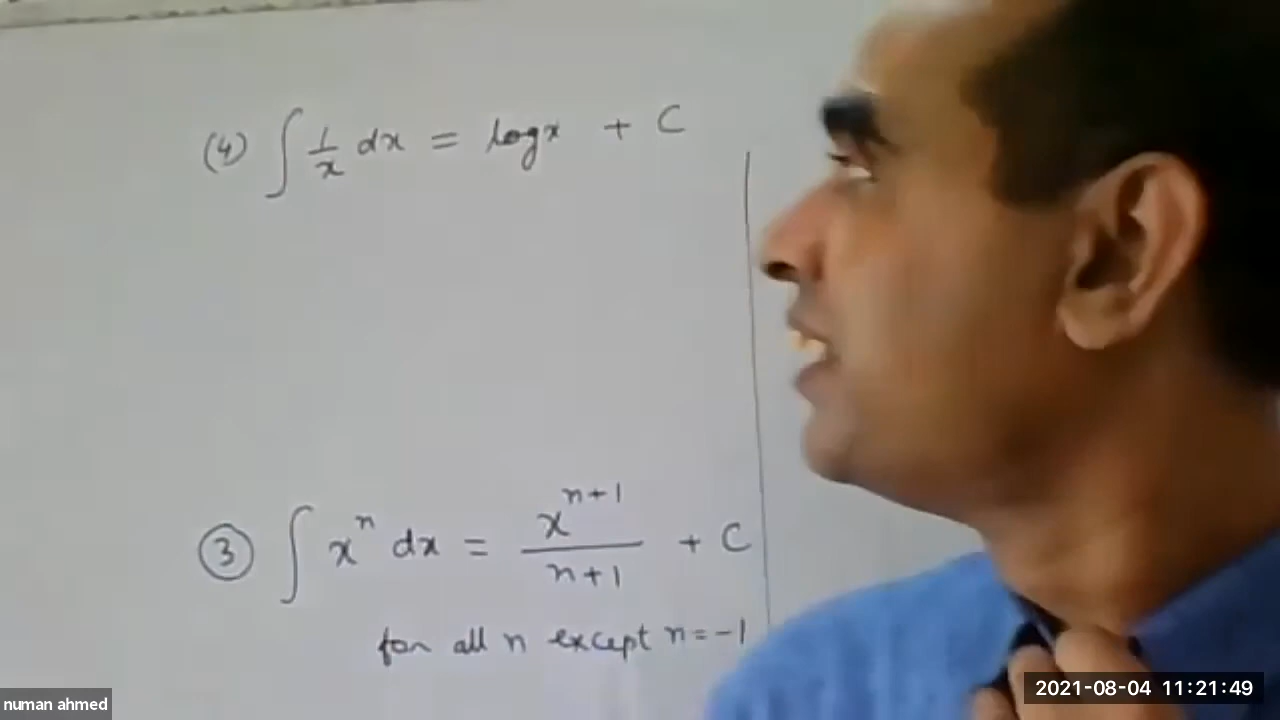 (4) ∫ 1/x dx = log x + C
③ ∫ xⁿ dx = xⁿ⁺¹/n+1 + C
for all n except n = -1
numan ahmed
2021-08-04 11:21:49